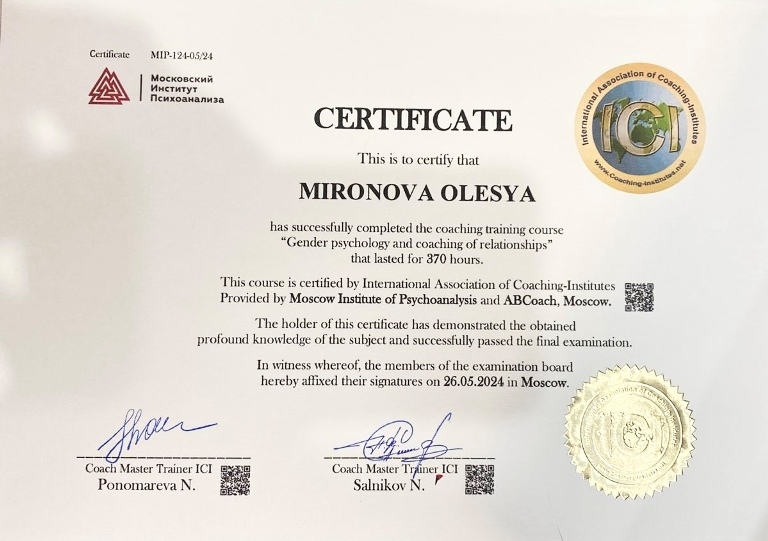 Certificate MIP-124-05/24
Московский
Институт
Психоанализа
International Association of Coaching-Institutes
ICI
www.Coaching-Institutes.net
CERTIFICATE
This is to certify that
MIRONOVA OLESYA
has successfully completed the coaching training course
“Gender psychology and coaching of relationships”
that lasted for 370 hours.
This course is certified by International Association of Coaching-Institutes
Provided by Moscow Institute of Psychoanalysis and ABCoach, Moscow.
The holder of this certificate has demonstrated the obtained
profound knowledge of the subject and successfully passed the final examination.
In witness whereof, the members of the examination board
hereby affixed their signatures on 26.05.2024 in Moscow.
Coach Master Trainer ICI
Ponomareva N.
Coach Master Trainer ICI
Salnikov N.